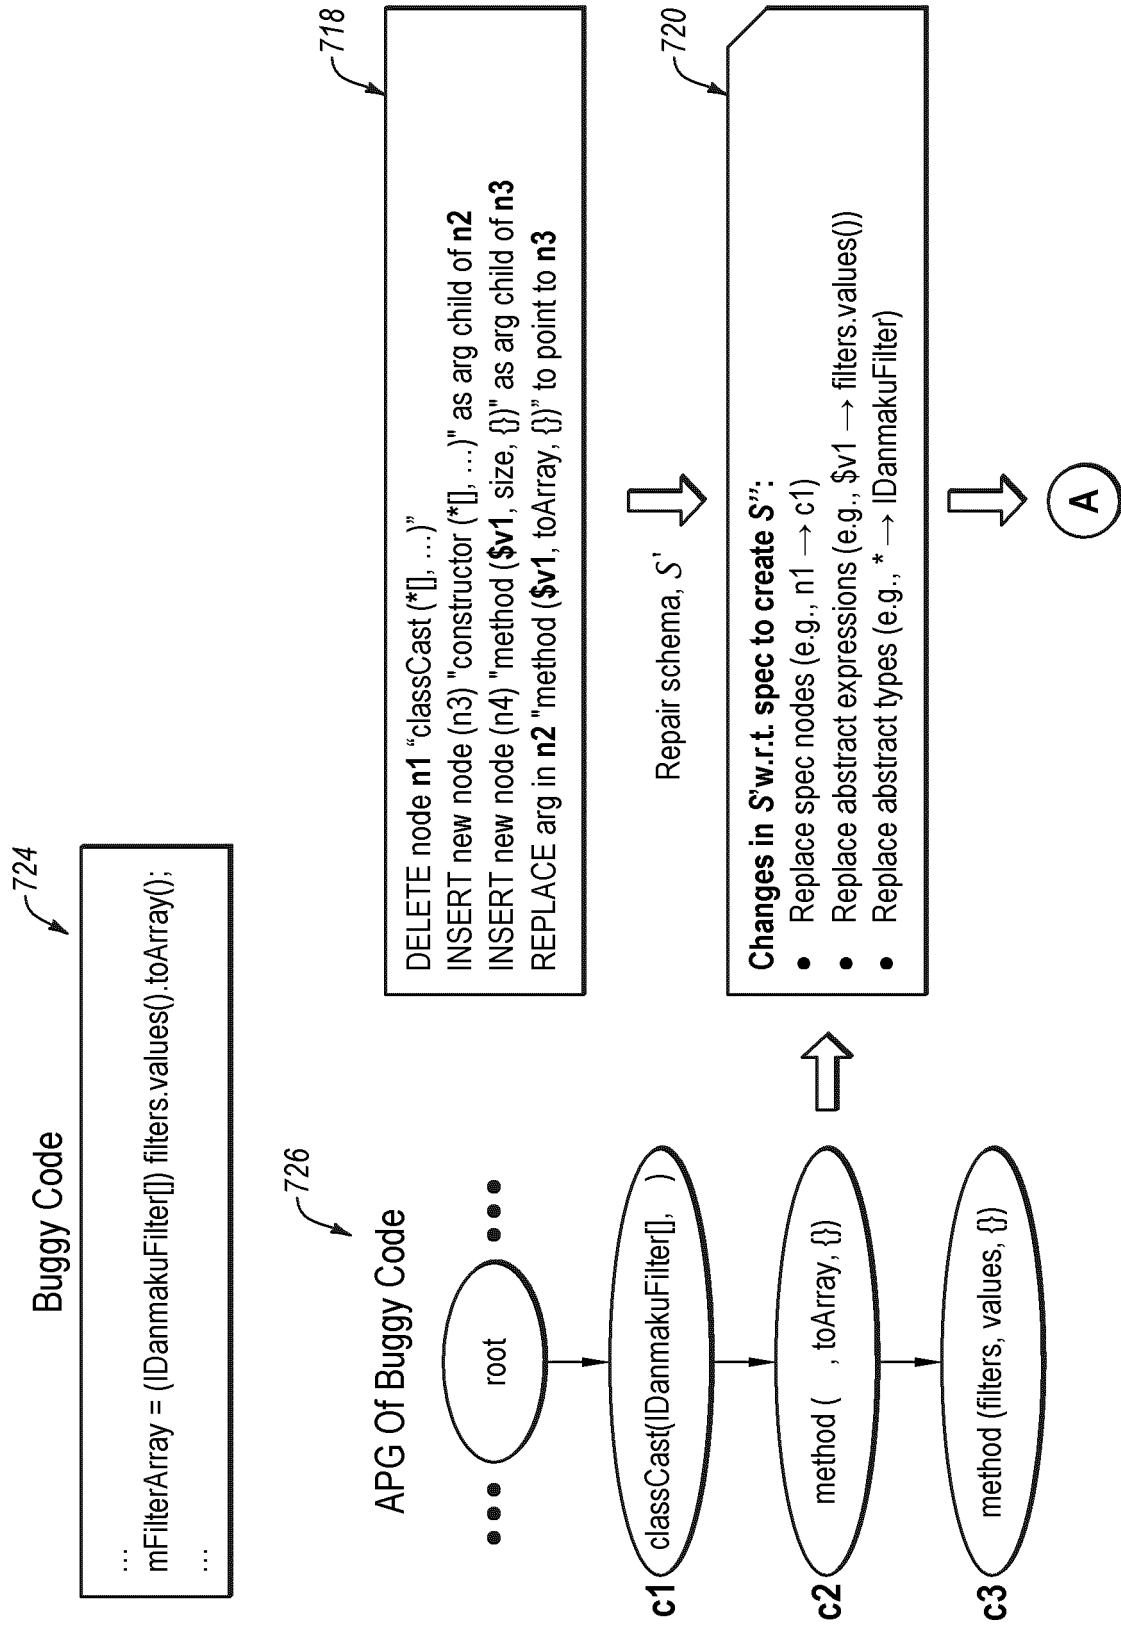 Buggy Code
724
...
mFilterArray = (IDanmakuFilter[]) filters.values().toArray();
...
726
APG Of Buggy Code
root
c1
classCast(IDanmakuFilter[], )
c2
method ( , toArray, {})
c3
method (filters, values, {})
718
DELETE node n1 “classCast (*[], …)”
INSERT new node (n3) "constructor (*[], …)" as arg child of n2
INSERT new node (n4) "method ($v1, size, {})" as arg child of n3
REPLACE arg in n2 "method ($v1, toArray, {})” to point to n3
Repair schema, S'
720
Changes in S'w.r.t. spec to create S'':
• Replace spec nodes (e.g., n1 → c1)
• Replace abstract expressions (e.g., $v1 → filters.values())
• Replace abstract types (e.g., * → IDanmakuFilter)
A